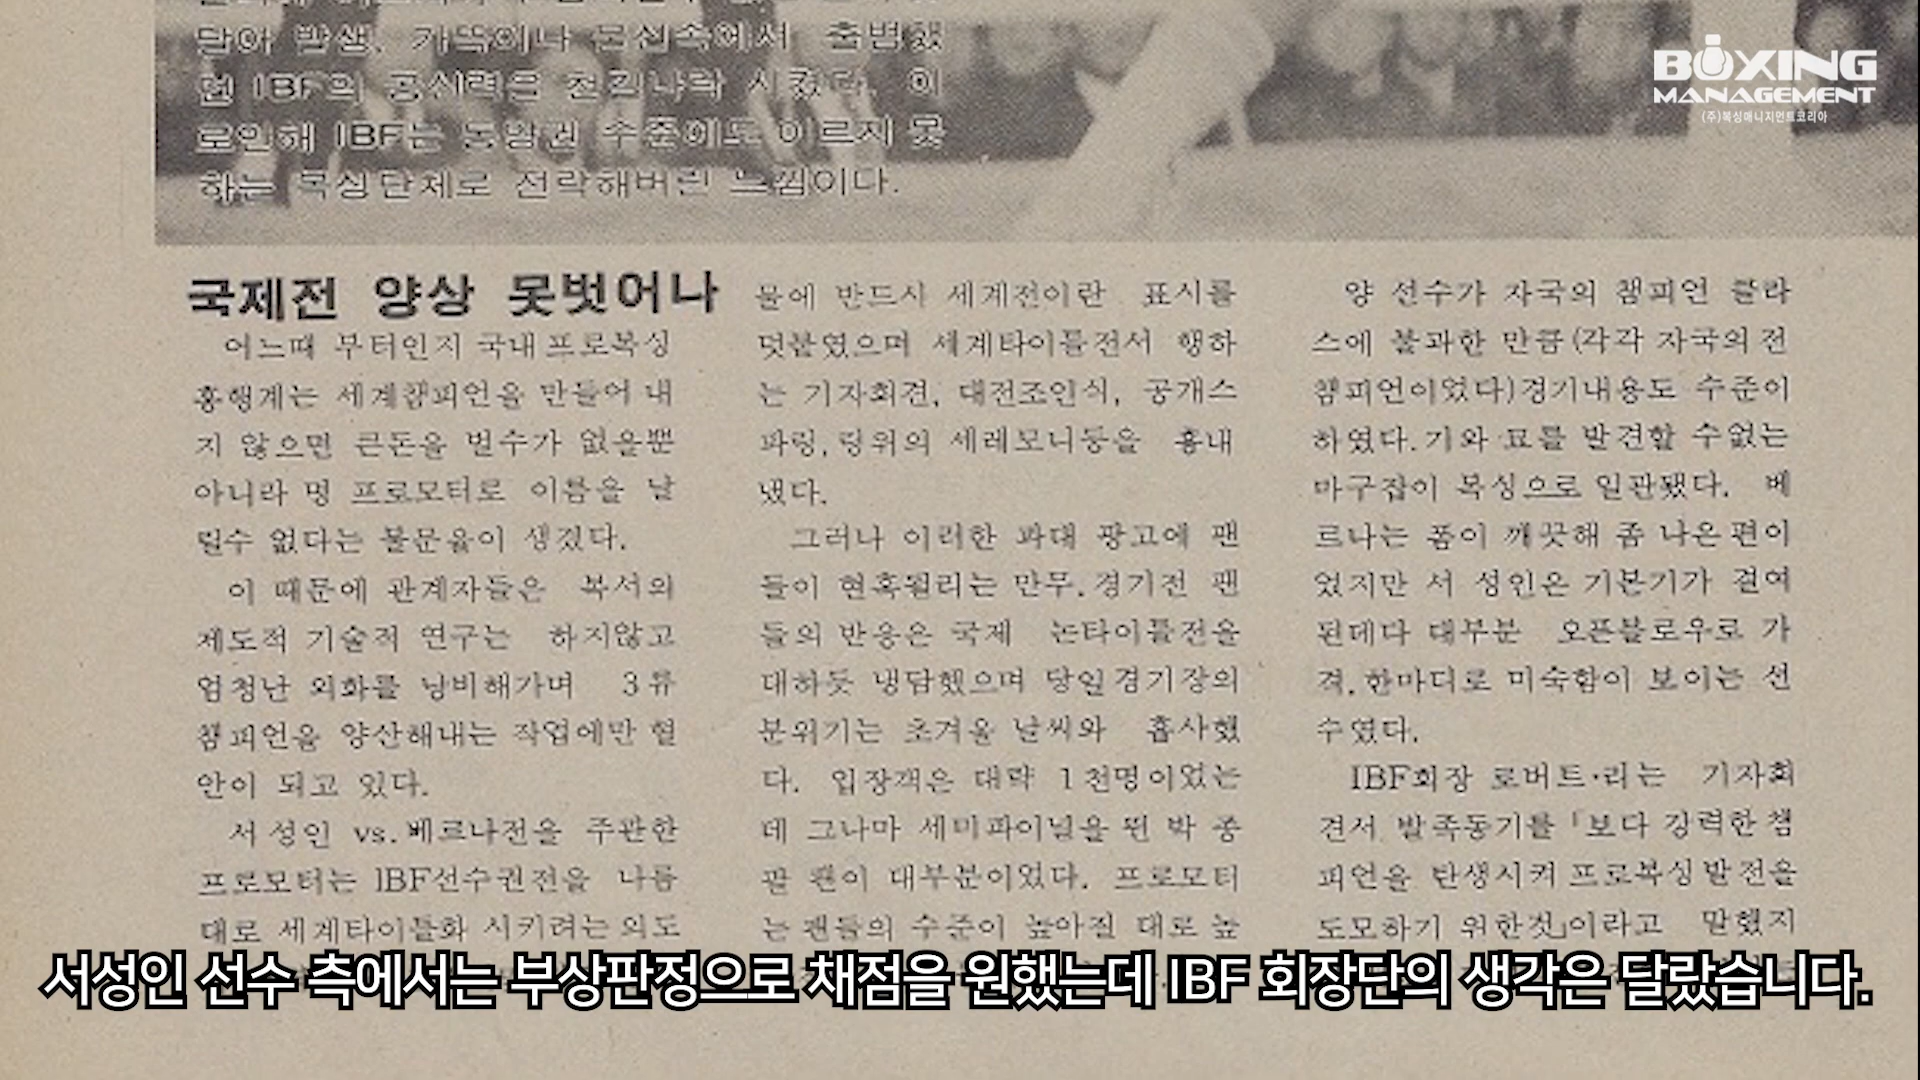 달아 발생, 가뜩이나 불신속에서 출범했
던 IBF의 공신력은 천길나락 시켰다. 이
로인해 IBF는 동양권 수준에도 이르지 못
하는 복싱단체로 전락해버린 느낌이다.
BOXING
MANAGEMENT
(주)복싱매니지먼트코리아
국제전 양상 못벗어나
어느때 부터인지 국내 프로복싱
흥행계는 세계챔피언을 만들어 내
지 않으면 큰돈을 벌수가 없을뿐
아니라 명 프로모터로 이름을 날
릴수 없다는 불문율이 생겼다.
이 때문에 관계자들은 복서의
제도적 기술적 연구는 하지않고
엄청난 외화를 낭비해가며 3류
챔피언을 양산해내는 작업에만 혈
안이 되고 있다.
서성인 vs. 베르나전을 주관한
프로모터는 IBF선수권전을 나름
대로 세계타이틀화 시키려는 의도
물에 반드시 세계전이란 표시를
덧붙였으며 세계타이틀전서 행하
는 기자회견, 대전조인식, 공개스
파링, 링위의 세레모니등을 흉내
냈다.
그러나 이러한 과대 광고에 팬
들이 현혹될리는 만무. 경기전 팬
들의 반응은 국제 논타이틀전을
대하듯 냉담했으며 당일 경기장의
분위기는 초겨울 날씨와 흡사했
다. 입장객은 대략 1천명이었는
데 그나마 세미파이널을 뛴 박 종
팔 팬이 대부분이었다. 프로모터
는 팬들의 수준이 높아질 대로 높
양 선수가 자국의 챔피언 클라
스에 불과한 만큼(각각 자국의 전
챔피언이었다)경기내용도 수준이
하였다. 기와 묘를 발견할 수없는
마구잡이 복싱으로 일관됐다. 베
르나는 폼이 깨끗해 좀 나은 편이
었지만 서 성인은 기본기가 결여
된데다 대부분 오픈블로우로 가
격. 한마디로 미숙함이 보이는 선
수였다.
IBF회장 로버트·리는 기자회
견서 발족동기를 「보다 강력한 챔
피언을 탄생시켜 프로복싱발전을
도모하기 위한것」이라고 말했지
서성인 선수 측에서는 부상판정으로 채점을 원했는데 IBF 회장단의 생각은 달랐습니다.